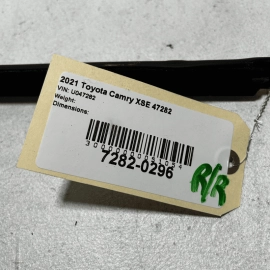 2021 Toyota Camry XSE 47282
VIN: U047282
Weight:
Dimensions:
7282-0296
R/R